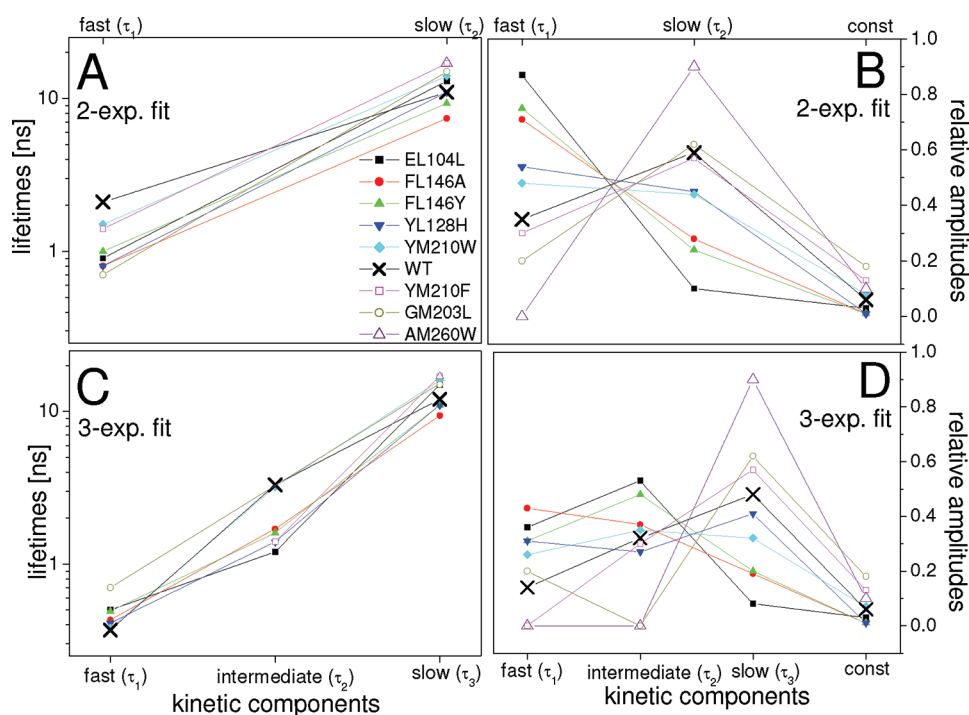 fast (τ1)
slow (τ2)
A
2-exp. fit
lifetimes [ns]
10
1
EL104L
FL146A
FL146Y
YL128H
YM210W
WT
YM210F
GM203L
AM260W
fast (τ1)
slow (τ2)
const
B
2-exp. fit
1.0
0.8
0.6
0.4
0.2
0.0
relative amplitudes
C
3-exp. fit
lifetimes [ns]
10
1
fast (τ1)
intermediate (τ2)
slow (τ3)
kinetic components
D
3-exp. fit
1.0
0.8
0.6
0.4
0.2
0.0
relative amplitudes
fast (τ1)
intermediate (τ2)
slow (τ3)
const
kinetic components